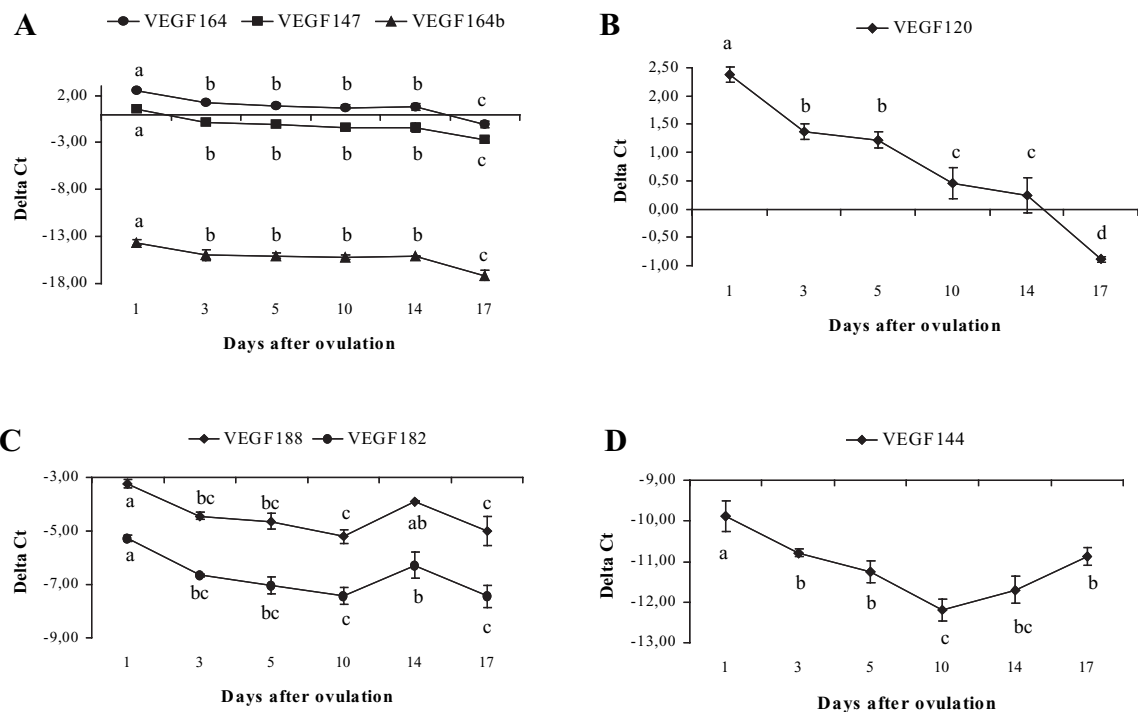 A
VEGF164 VEGF147 VEGF164b
2,00
-3,00
-8,00
-13,00
-18,00
Delta Ct
a b b b b c
a b b b b c
a b b b b c
1 3 5 10 14 17
Days after ovulation
B
VEGF120
2,50
2,00
1,50
1,00
0,50
0,00
-0,50
-1,00
Delta Ct
a b b c c d
1 3 5 10 14 17
Days after ovulation
C
VEGF188 VEGF182
-3,00
-5,00
-7,00
-9,00
Delta Ct
a bc bc c ab c
a bc bc c b c
1 3 5 10 14 17
Days after ovulation
D
VEGF144
-9,00
-10,00
-11,00
-12,00
-13,00
Delta Ct
a b b c bc b
1 3 5 10 14 17
Days after ovulation